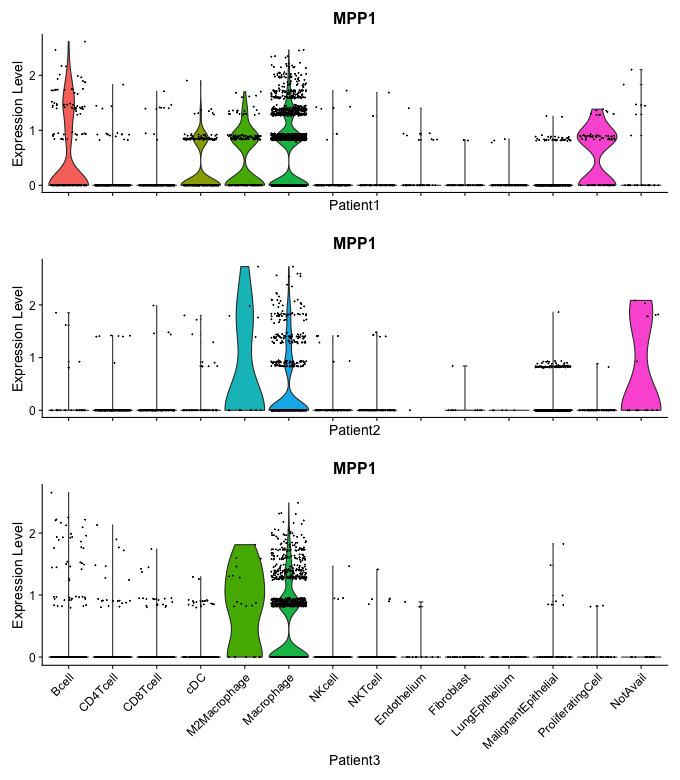 MPP1
Expression Level
2
1
0
Patient1
MPP1
Expression Level
2
1
0
Patient2
MPP1
Expression Level
2
1
0
Bcell
CD4Tcell
CD8Tcell
cDC
M2Macrophage
Macrophage
NKcell
NKTcell
Endothelium
Fibroblast
LungEpithelium
MalignantEpithelial
ProliferatingCell
NotAvail
Patient3